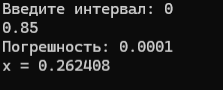 Введите интервал: 0
0.85
Погрешность: 0.0001
x = 0.262408